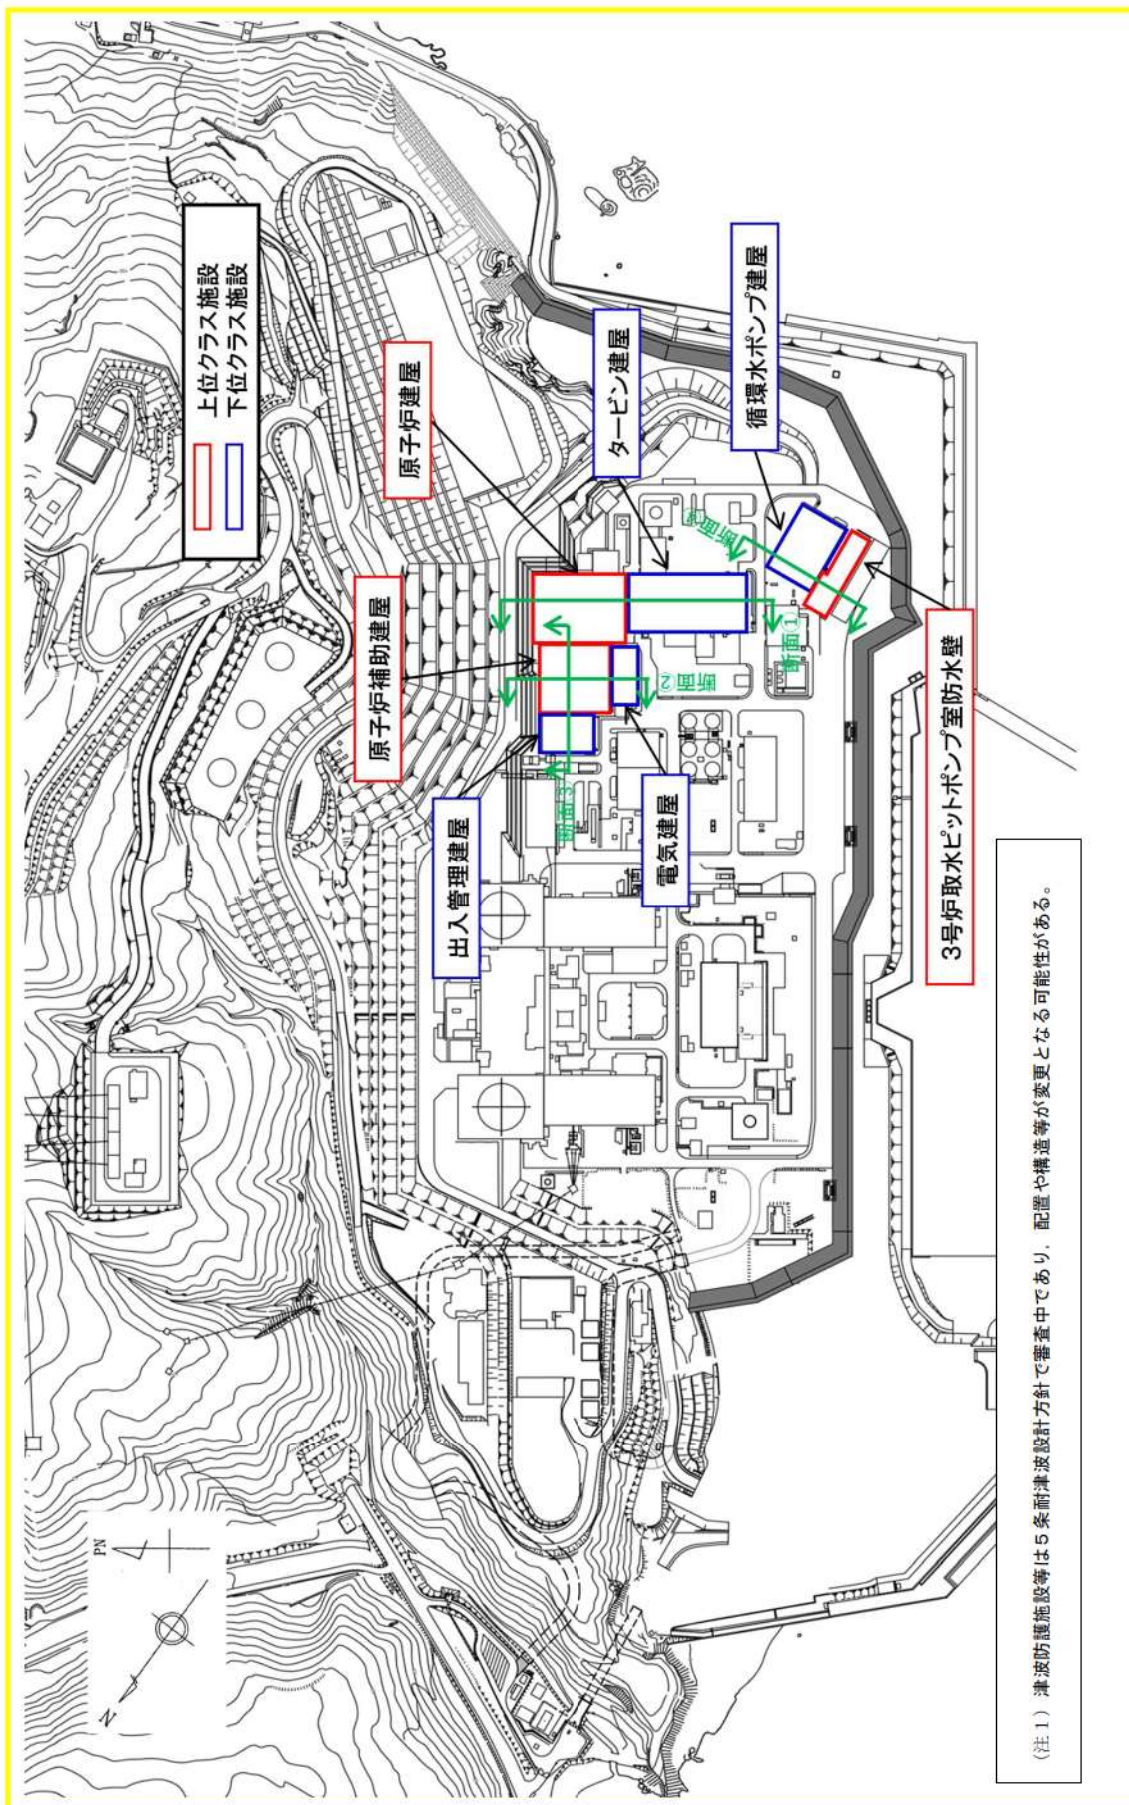 上位クラス施設
下位クラス施設
原子炉建屋
タービン建屋
循環水ポンプ建屋
原子炉補助建屋
出入管理建屋
電気建屋
3号炉取水ピットポンプ室防水壁
断面①
断面②
断面③
断面④
PN
N
(注1) 津波防護施設等は5条耐津波設計方針で審査中であり、配置や構造等が変更となる可能性がある。